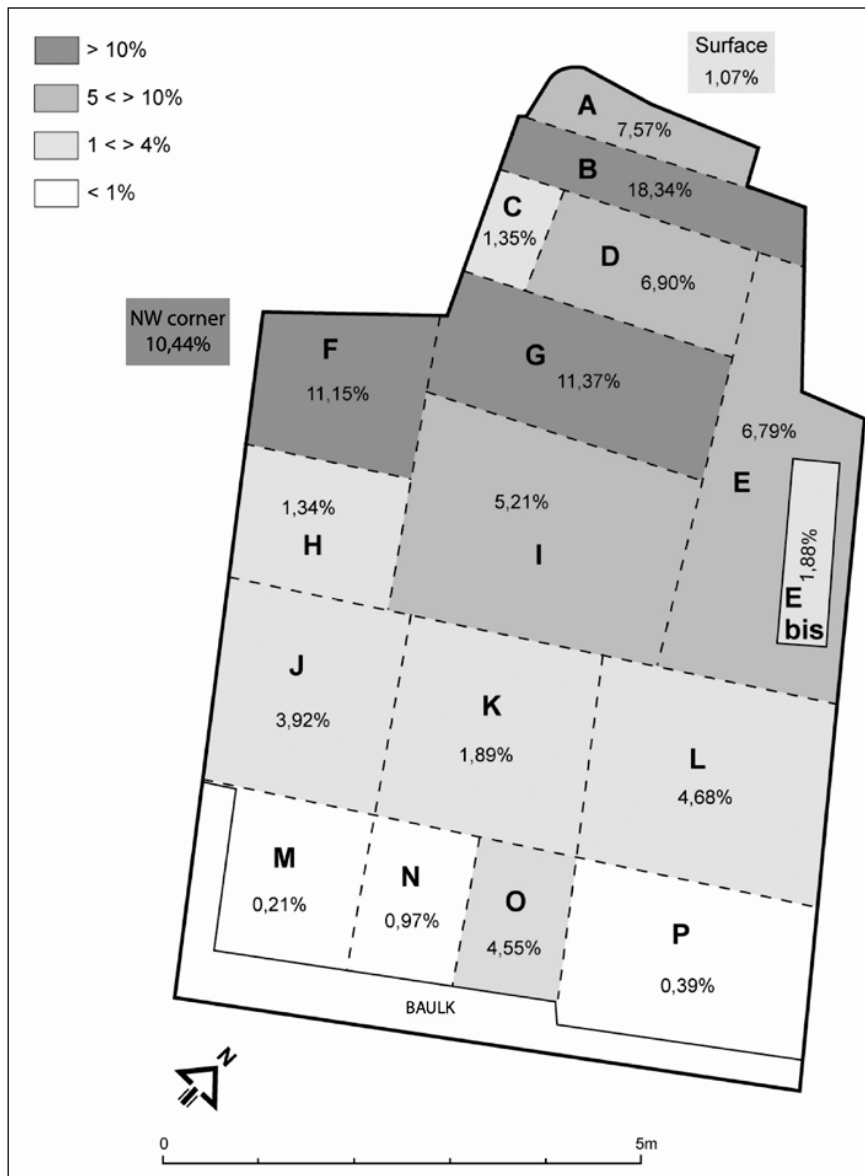 > 10%
5 < > 10%
1 < > 4%
< 1%
Surface
1,07%
A
7,57%
B
18,34%
C
1,35%
D
6,90%
NW corner
10,44%
F
11,15%
G
11,37%
6,79%
E
1,88%
E
bis
1,34%
H
5,21%
I
J
3,92%
K
1,89%
L
4,68%
M
0,21%
N
0,97%
O
4,55%
P
0,39%
BAULK
N
0
5m